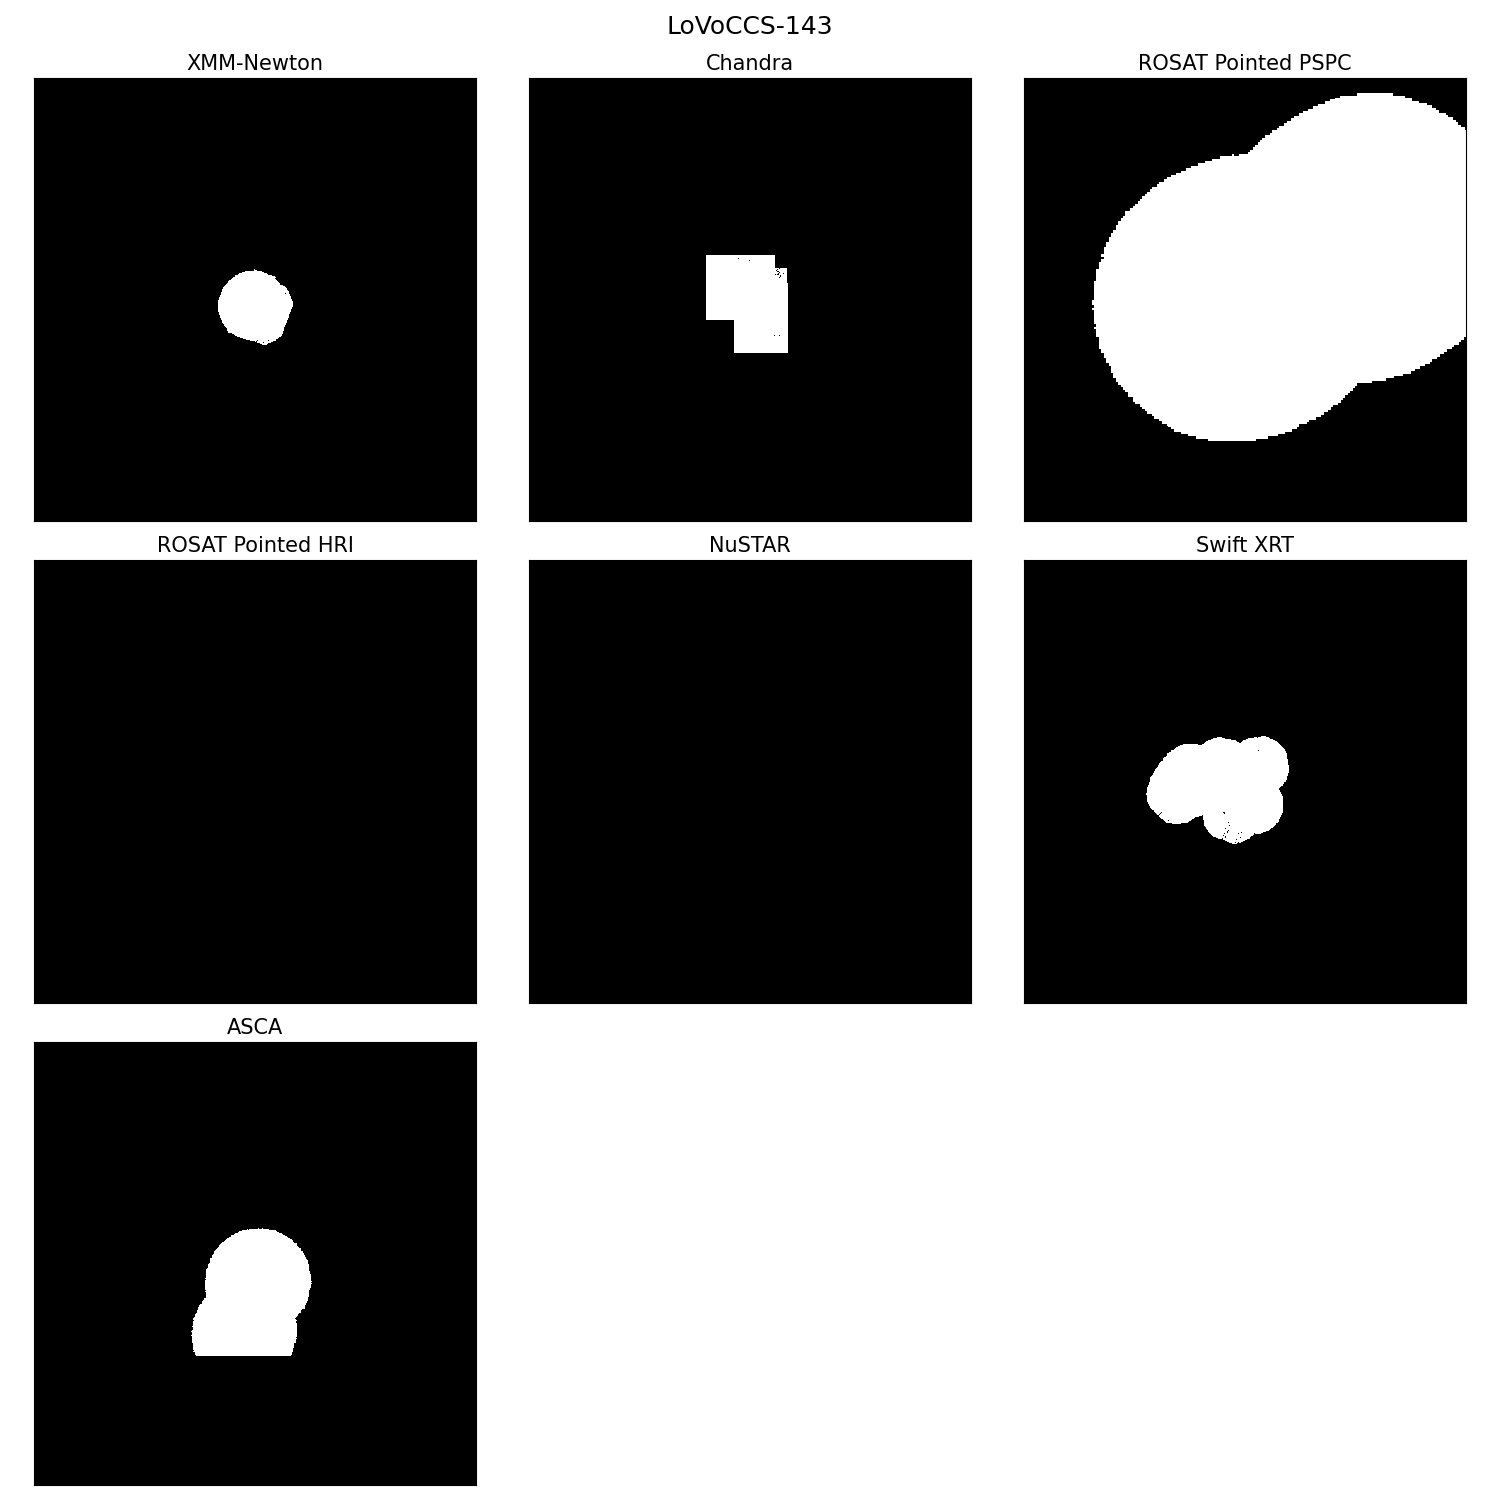 LoVoCCS-143
XMM-Newton
Chandra
ROSAT Pointed PSPC
ROSAT Pointed HRI
NuSTAR
Swift XRT
ASCA